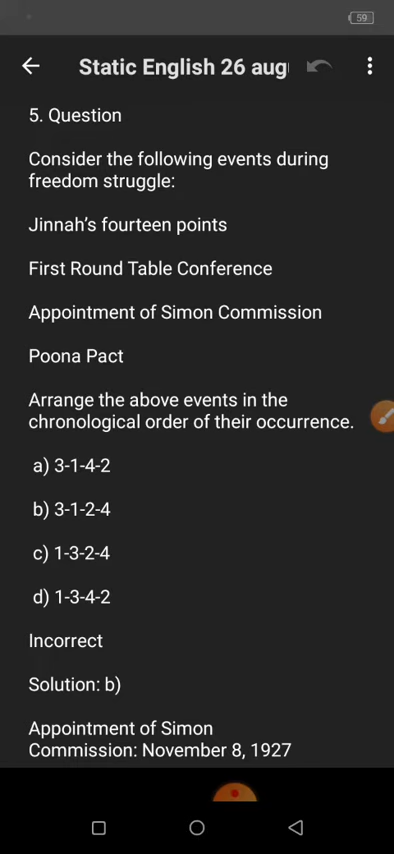 59
Static English 26 aug
5. Question
Consider the following events during
freedom struggle:
Jinnah's fourteen points
First Round Table Conference
Appointment of Simon Commission
Poona Pact
Arrange the above events in the
chronological order of their occurrence.
a) 3-1-4-2
b) 3-1-2-4
c) 1-3-2-4
d) 1-3-4-2
Incorrect
Solution: b)
Appointment of Simon
Commission: November 8, 1927